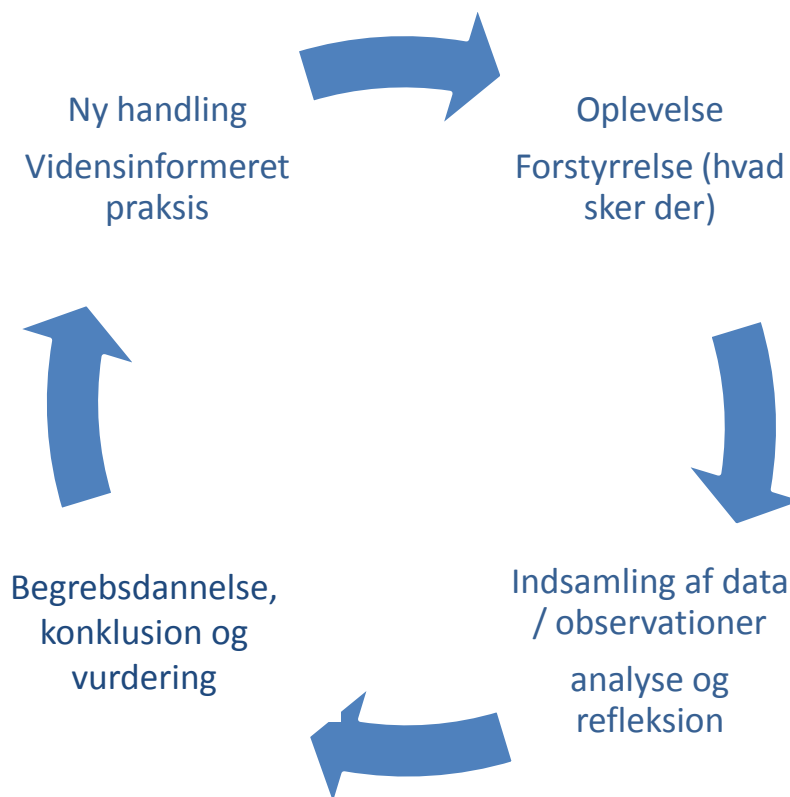 Ny handling
Vidensinformeret
praksis
Oplevelse
Forstyrrelse (hvad
sker der)
Indsamling af data
/ observationer
analyse og
refleksion
Begrebsdannelse,
konklusion og
vurdering